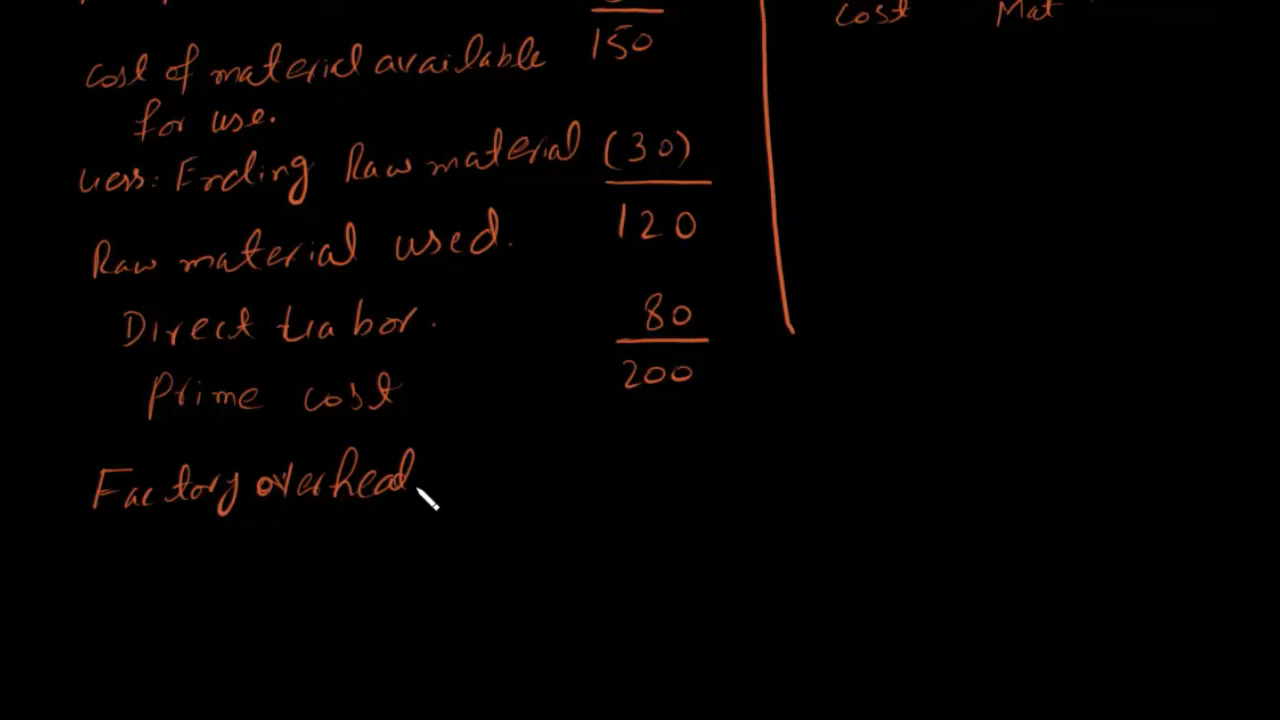 Cost Mat
Cost of material available 150
for use.
Less: Ending Raw material (30)
Raw material used. 120
Direct Labor. 80
Prime cost 200
Factory overhead